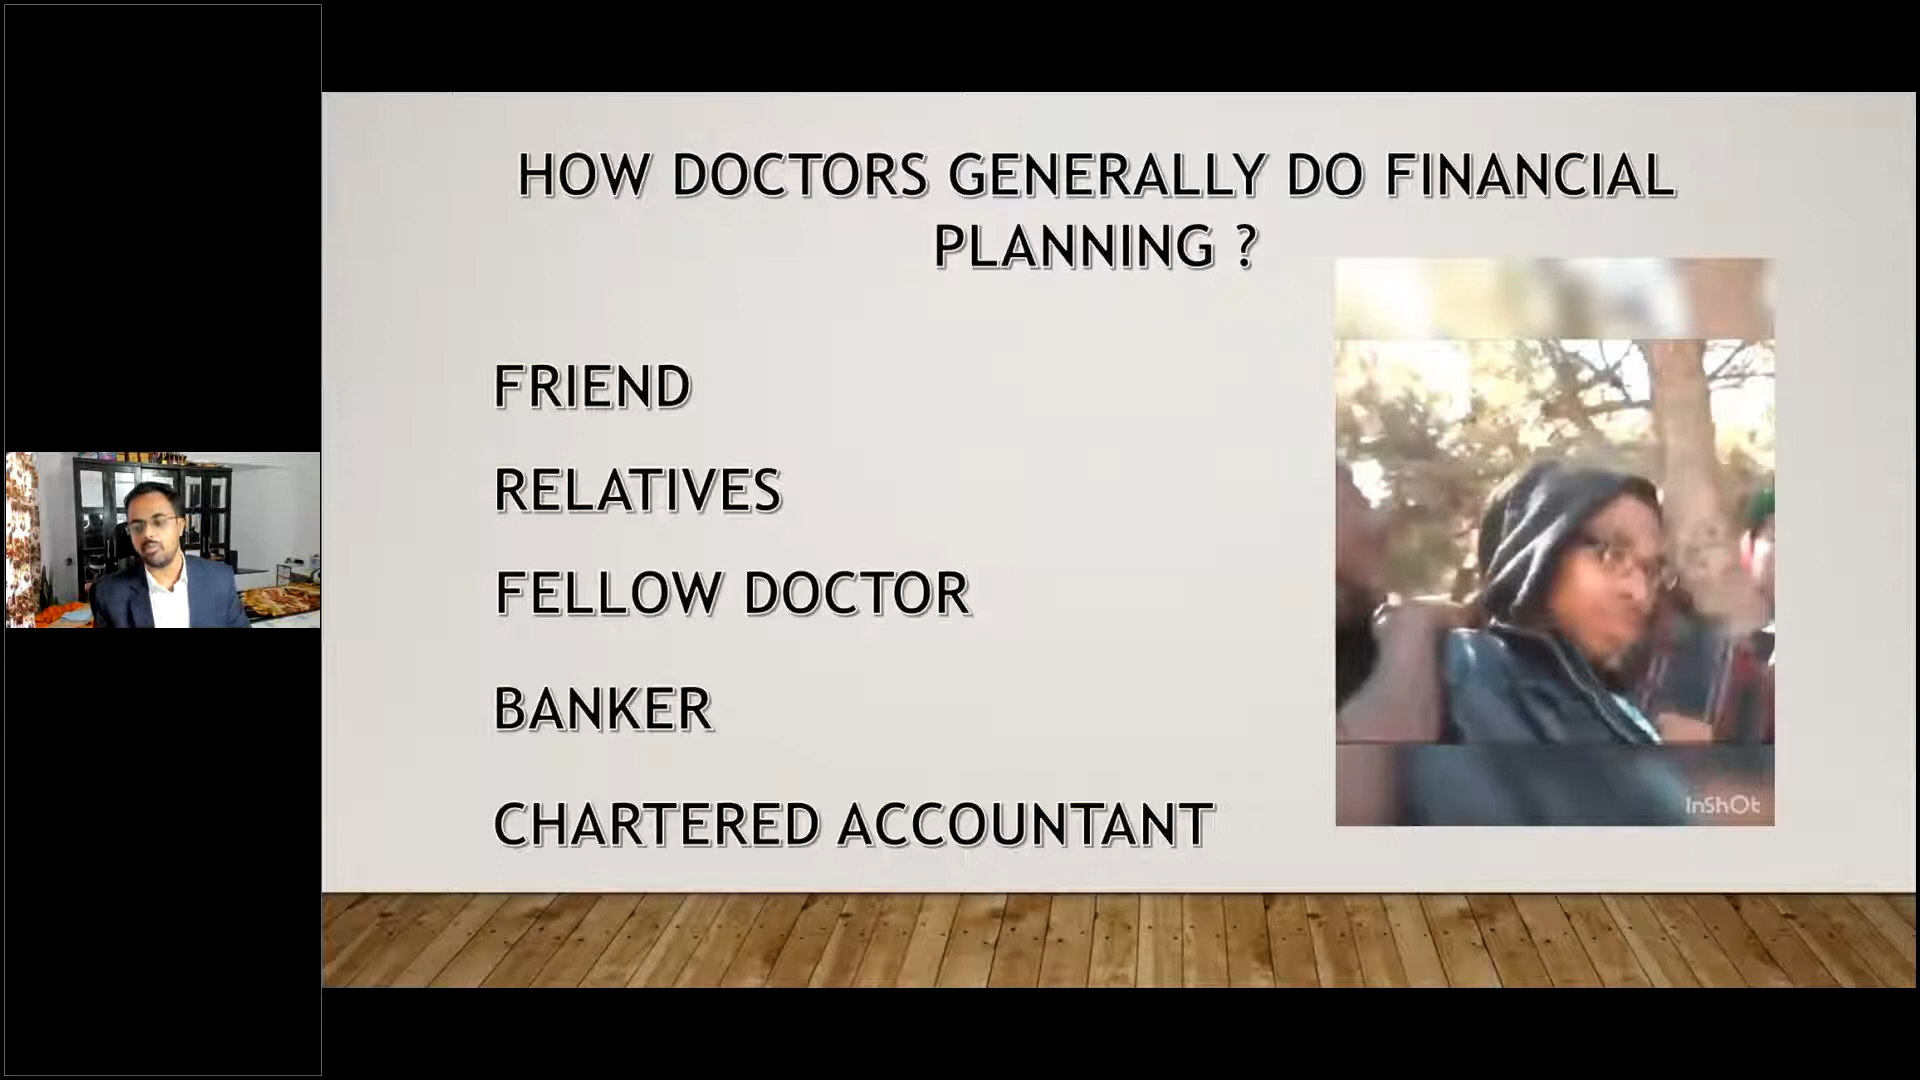 HOW DOCTORS GENERALLY DO FINANCIAL
PLANNING ?
FRIEND
RELATIVES
FELLOW DOCTOR
BANKER
CHARTERED ACCOUNTANT
InShOt